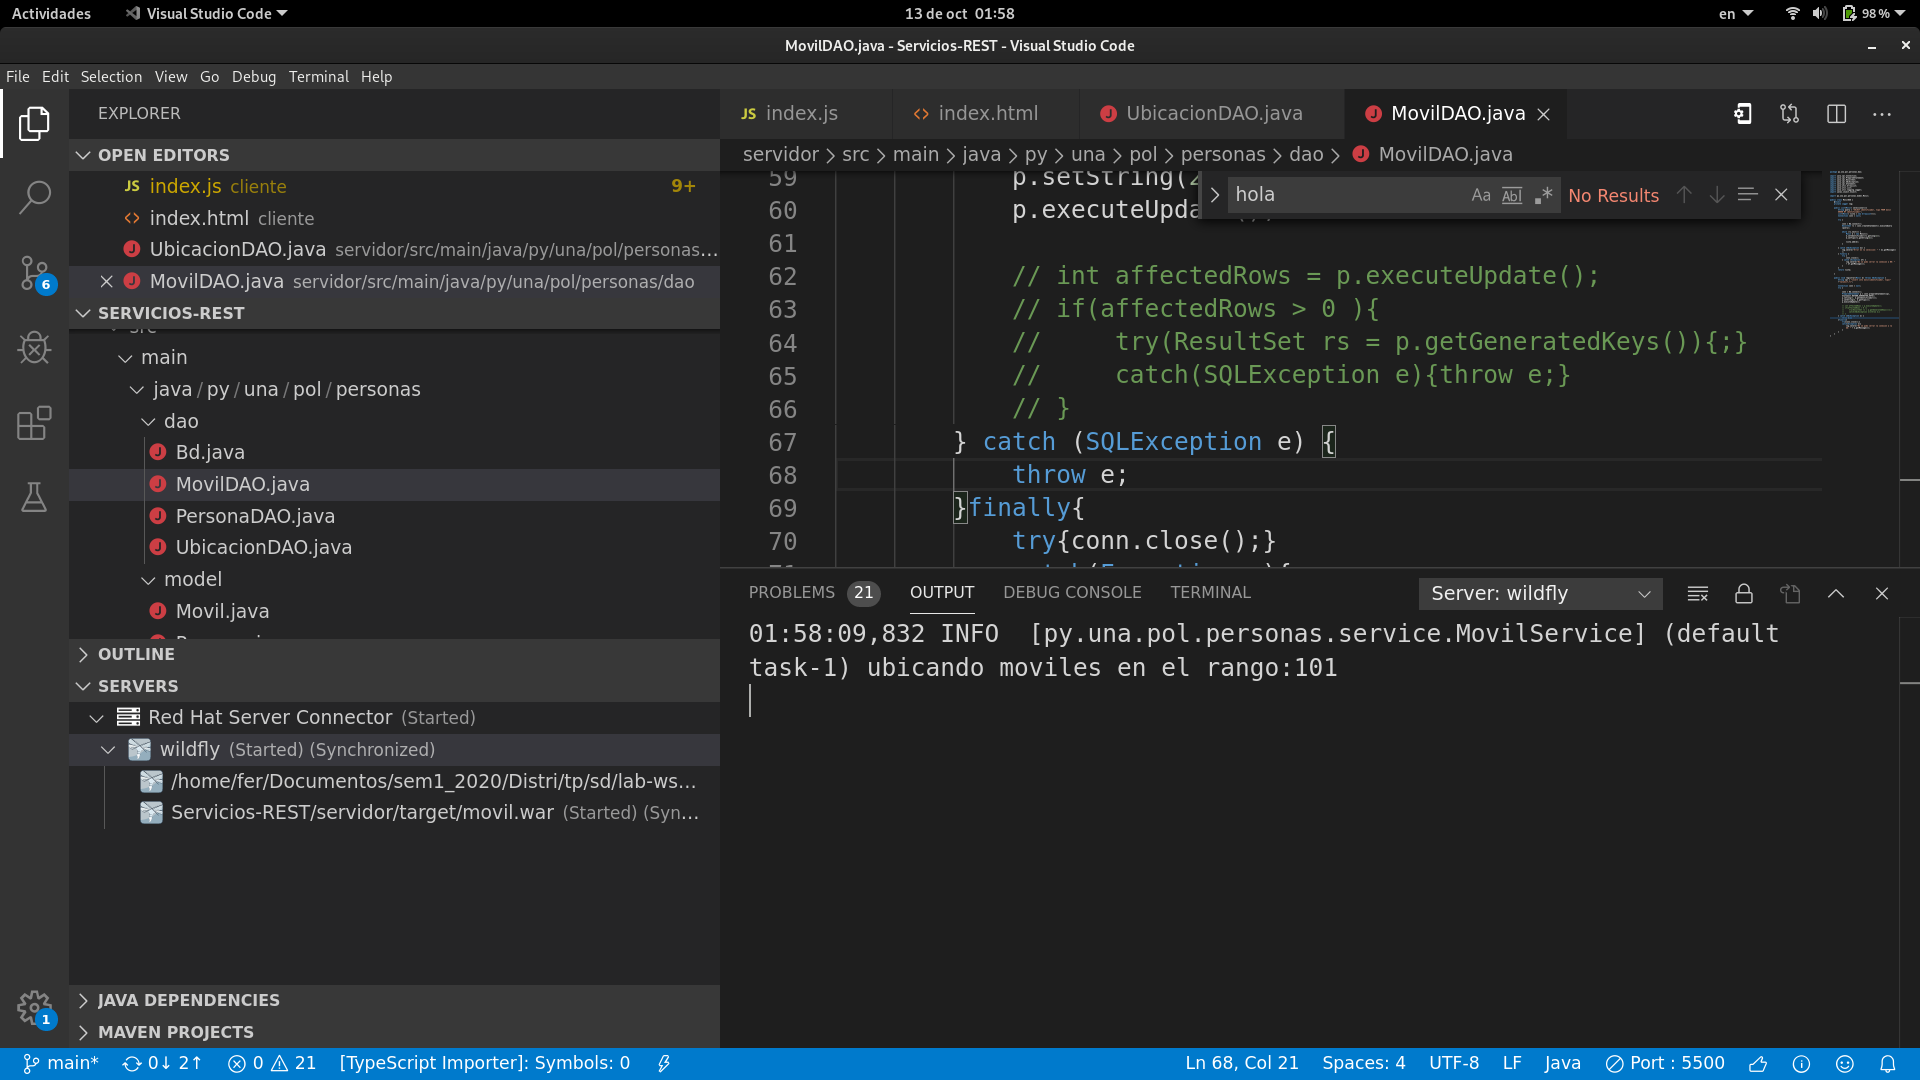 Actividades Visual Studio Code 13 de oct 01:58 en 98 %
MovilDAO.java - Servicios-REST - Visual Studio Code
File Edit Selection View Go Debug Terminal Help
EXPLORER
OPEN EDITORS
JS index.js cliente 9+
index.html cliente
UbicacionDAO.java servidor/src/main/java/py/una/pol/personas...
MovilDAO.java servidor/src/main/java/py/una/pol/personas/dao
SERVICIOS-REST
src
main
java / py / una / pol / personas
dao
Bd.java
MovilDAO.java
PersonaDAO.java
UbicacionDAO.java
model
Movil.java
OUTLINE
SERVERS
Red Hat Server Connector (Started)
wildfly (Started) (Synchronized)
/home/fer/Documentos/sem1_2020/Distri/tp/sd/lab-ws...
Servicios-REST/servidor/target/movil.war (Started) (Syn...
JAVA DEPENDENCIES
MAVEN PROJECTS
6
1
JS index.js index.html UbicacionDAO.java MovilDAO.java
servidor > src > main > java > py > una > pol > personas > dao > MovilDAO.java
hola Aa Abl .* No Results
59 p.setString(
60 p.executeUpda
61
62 // int affectedRows = p.executeUpdate();
63 // if(affectedRows > 0 ){
64 //     try(ResultSet rs = p.getGeneratedKeys()){;}
65 //     catch(SQLException e){throw e;}
66 // }
67 } catch (SQLException e) {
68 throw e;
69 }finally{
70 try{conn.close();}
PROBLEMS 21 OUTPUT DEBUG CONSOLE TERMINAL Server: wildfly
01:58:09,832 INFO  [py.una.pol.personas.service.MovilService] (default
task-1) ubicando moviles en el rango:101
main* 0↓ 2↑ 0 21 [TypeScript Importer]: Symbols: 0 Ln 68, Col 21 Spaces: 4 UTF-8 LF Java Port : 5500